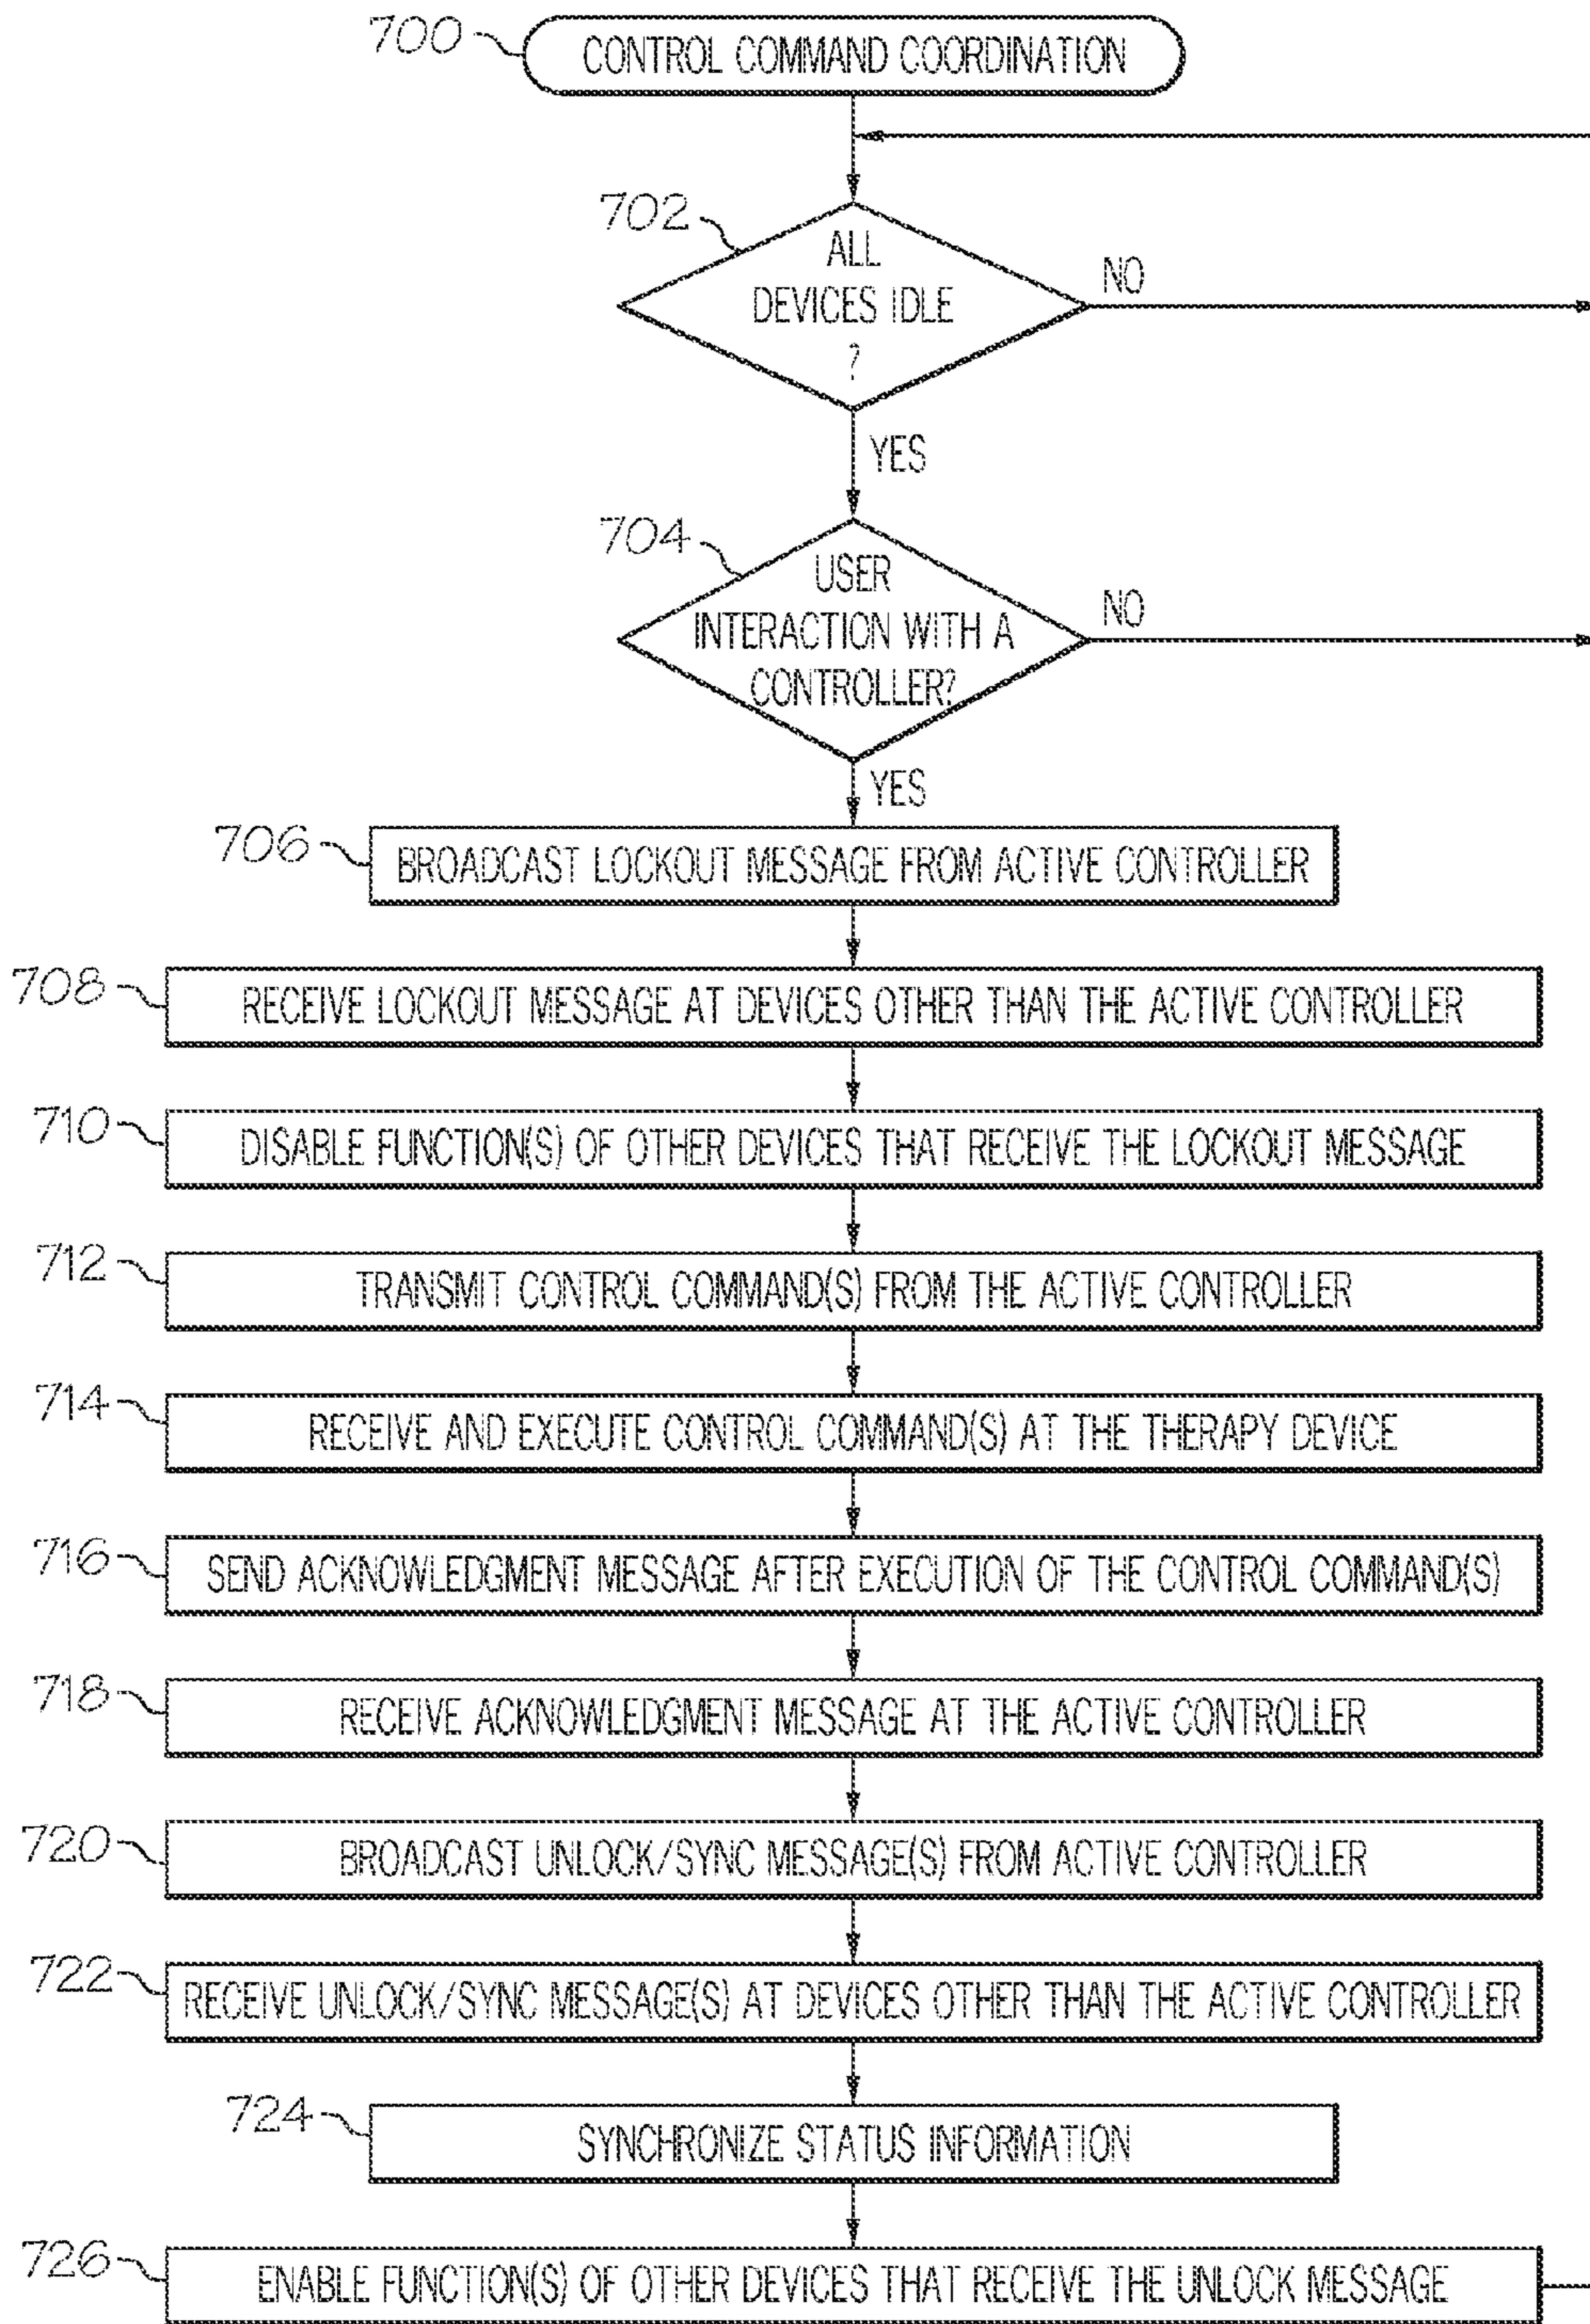 700
CONTROL COMMAND COORDINATION
702
ALL
DEVICES IDLE
?
NO
YES
704
USER
INTERACTION WITH A
CONTROLLER?
NO
YES
706
BROADCAST LOCKOUT MESSAGE FROM ACTIVE CONTROLLER
708
RECEIVE LOCKOUT MESSAGE AT DEVICES OTHER THAN THE ACTIVE CONTROLLER
710
DISABLE FUNCTION(S) OF OTHER DEVICES THAT RECEIVE THE LOCKOUT MESSAGE
712
TRANSMIT CONTROL COMMAND(S) FROM THE ACTIVE CONTROLLER
714
RECEIVE AND EXECUTE CONTROL COMMAND(S) AT THE THERAPY DEVICE
716
SEND ACKNOWLEDGMENT MESSAGE AFTER EXECUTION OF THE CONTROL COMMAND(S)
718
RECEIVE ACKNOWLEDGMENT MESSAGE AT THE ACTIVE CONTROLLER
720
BROADCAST UNLOCK/SYNC MESSAGE(S) FROM ACTIVE CONTROLLER
722
RECEIVE UNLOCK/SYNC MESSAGE(S) AT DEVICES OTHER THAN THE ACTIVE CONTROLLER
724
SYNCHRONIZE STATUS INFORMATION
726
ENABLE FUNCTION(S) OF OTHER DEVICES THAT RECEIVE THE UNLOCK MESSAGE